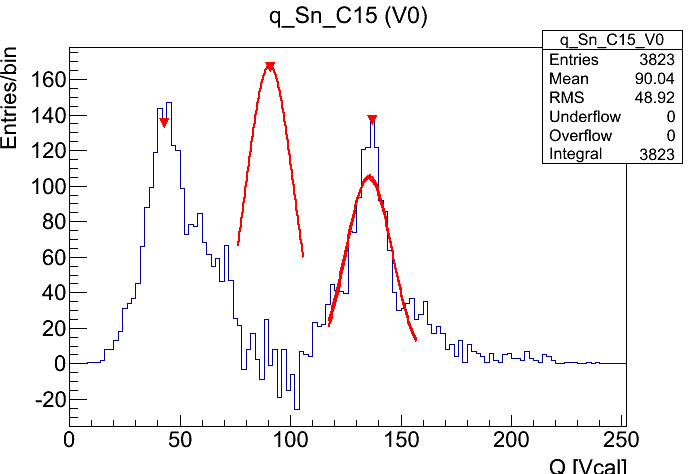 q_Sn_C15 (V0)
q_Sn_C15_V0
Entries 3823
Mean 90.04
RMS 48.92
Underflow 0
Overflow 0
Integral 3823
Entries/bin
160
140
120
100
80
60
40
20
0
-20
0 50 100 150 200 250
Q [Vcal]